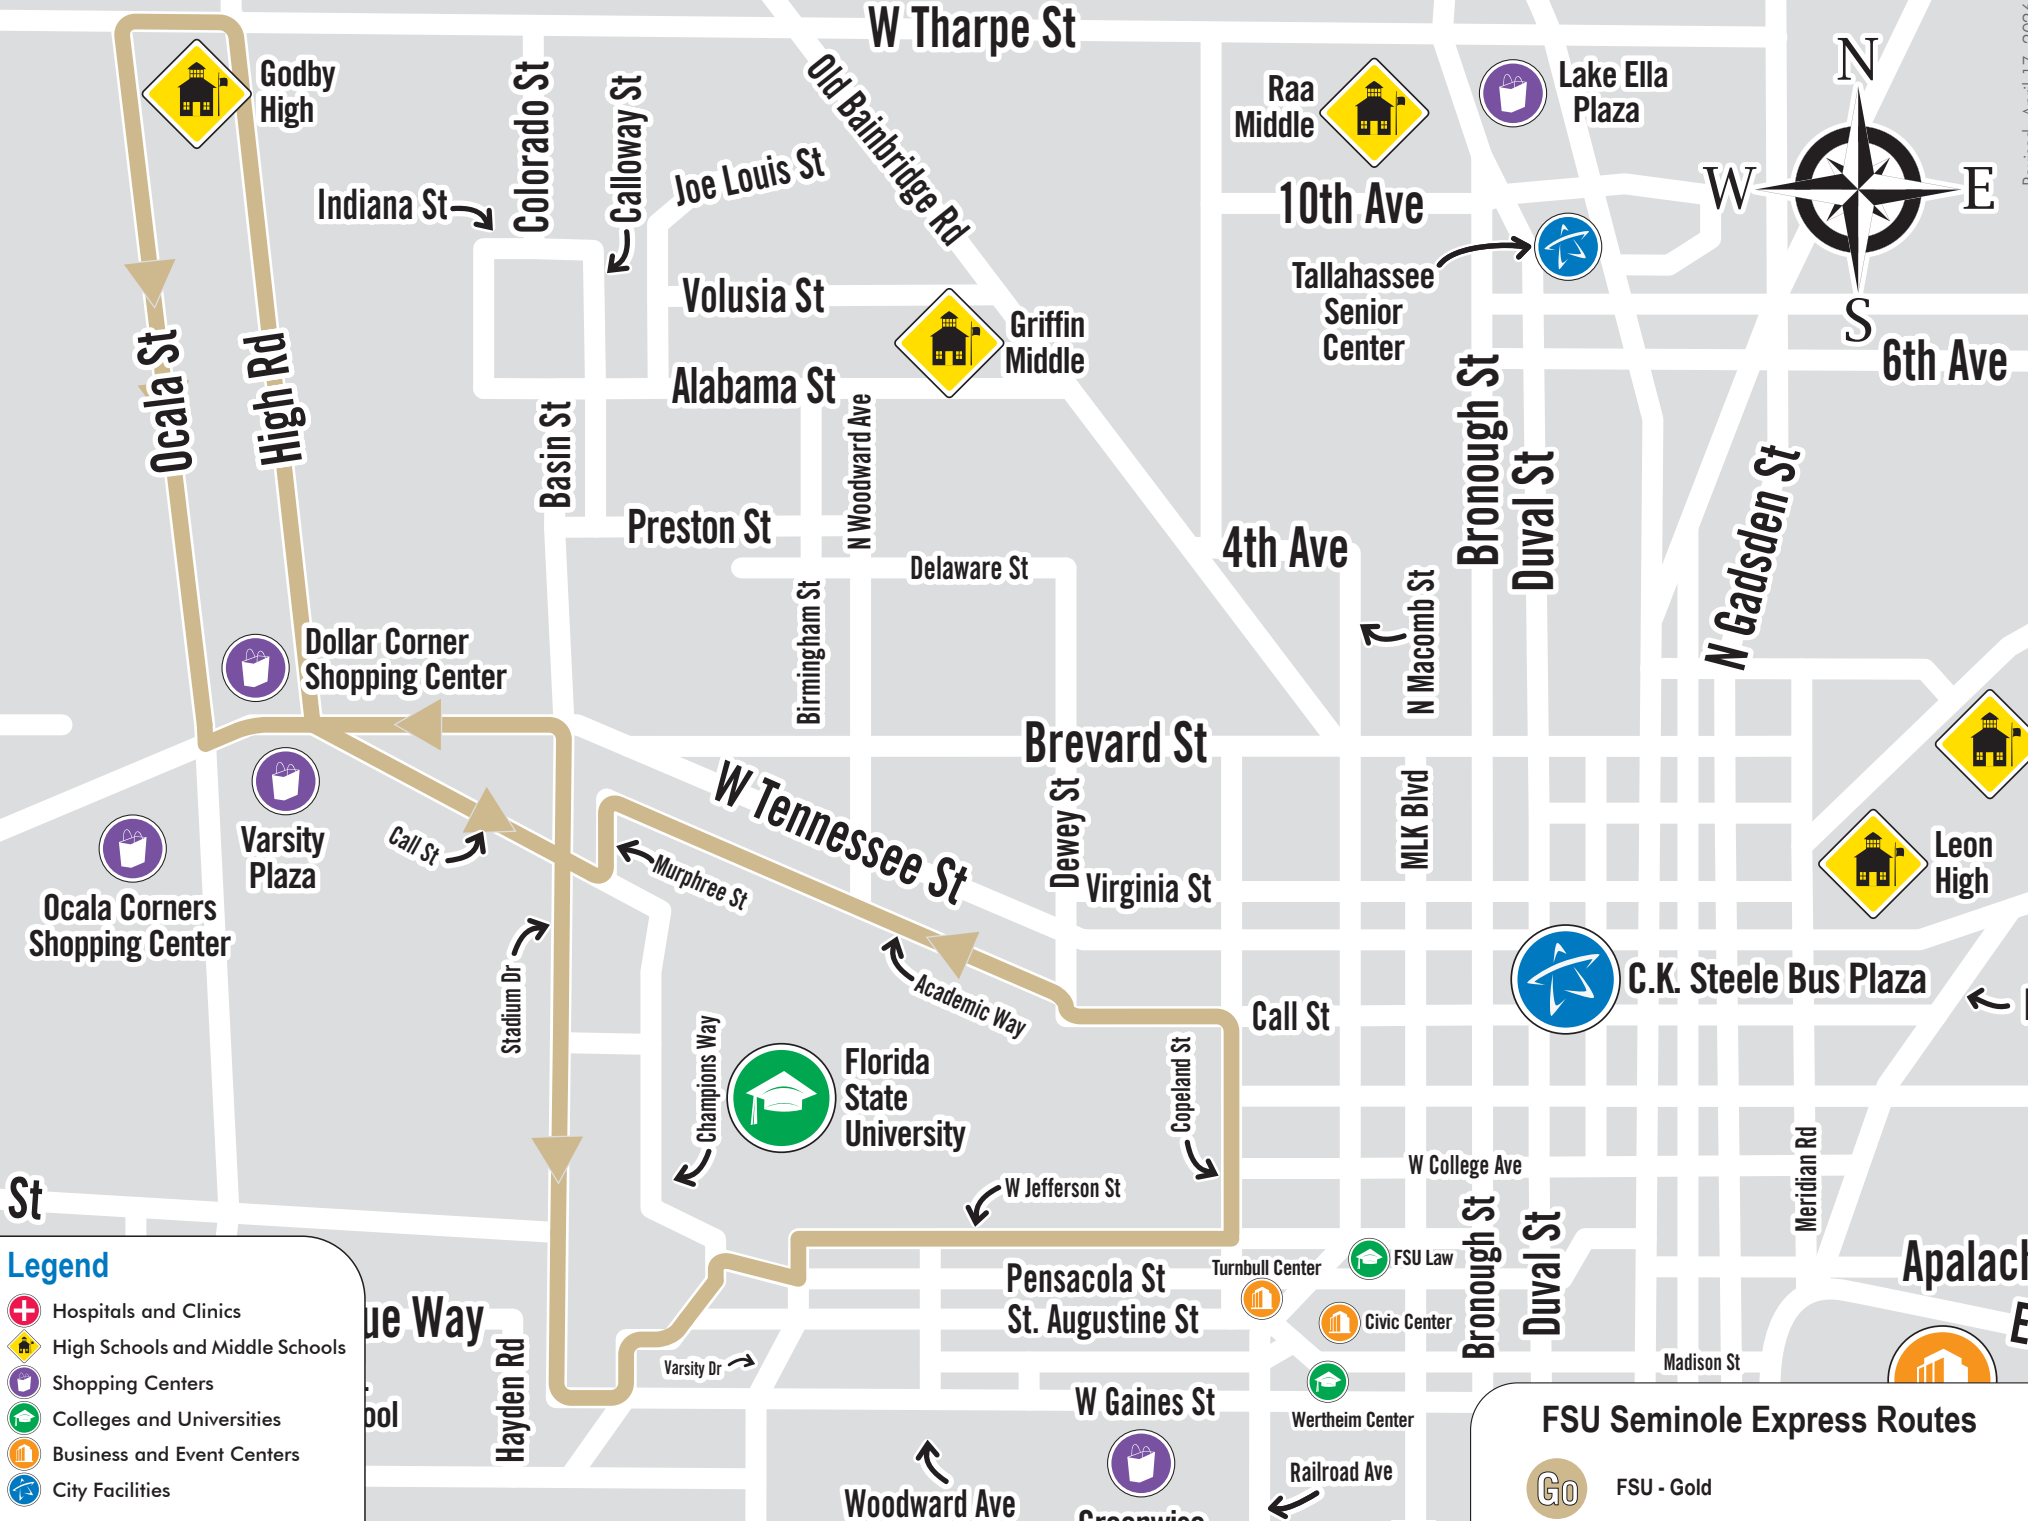 W Tharpe St
Godby
High
Colorado St
Calloway St
Old Bainbridge Rd
Raa
Middle
Lake Ella
Plaza
N
W
E
S
Indiana St
Joe Louis St
10th Ave
Tallahassee
Senior
Center
Volusia St
Griffin
Middle
6th Ave
Ocala St
High Rd
Alabama St
Basin St
N Woodward Ave
Bronough St
Duval St
N Gadsden St
Preston St
4th Ave
Delaware St
Birmingham St
N Macomb St
Dollar Corner
Shopping Center
Brevard St
W Tennessee St
Dewey St
MLK Blvd
Call St
Varsity
Plaza
Murphree St
Virginia St
Leon
High
Ocala Corners
Shopping Center
Stadium Dr
Academic Way
C.K. Steele Bus Plaza
Call St
Champions Way
Florida
State
University
Copeland St
W College Ave
Meridian Rd
W Jefferson St
St
Bronough St
Duval St
Turnbull Center
FSU Law
Pensacola St
St. Augustine St
Civic Center
Apalach
E
ue Way
Hayden Rd
Varsity Dr
Madison St
W Gaines St
Wertheim Center
ool
Railroad Ave
Woodward Ave
Greenwise
Legend
Hospitals and Clinics
High Schools and Middle Schools
Shopping Centers
Colleges and Universities
Business and Event Centers
City Facilities
FSU Seminole Express Routes
Go
FSU - Gold